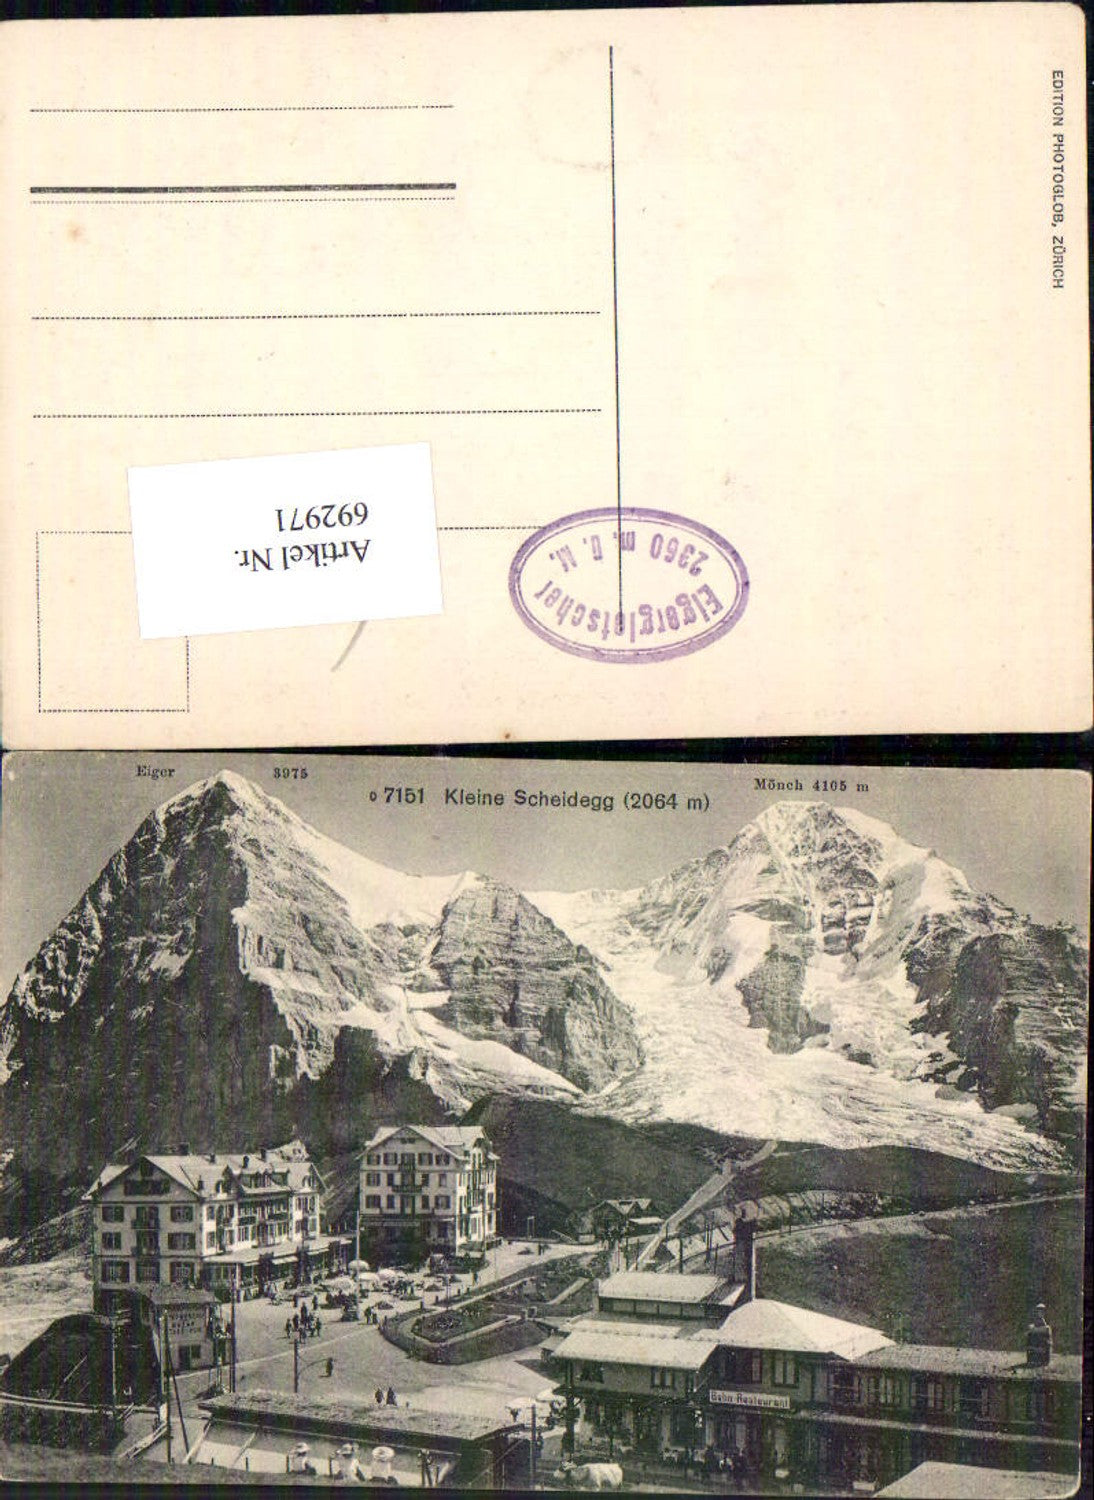 EDITION PHOTOGLOB, ZÜRICH
Artikel Nr.
692971
Eigergletscher
2360 m. ü. M.
Eiger 3975
o 7151 Kleine Scheidegg (2064 m)
Mönch 4105 m
Bahn Restaurant